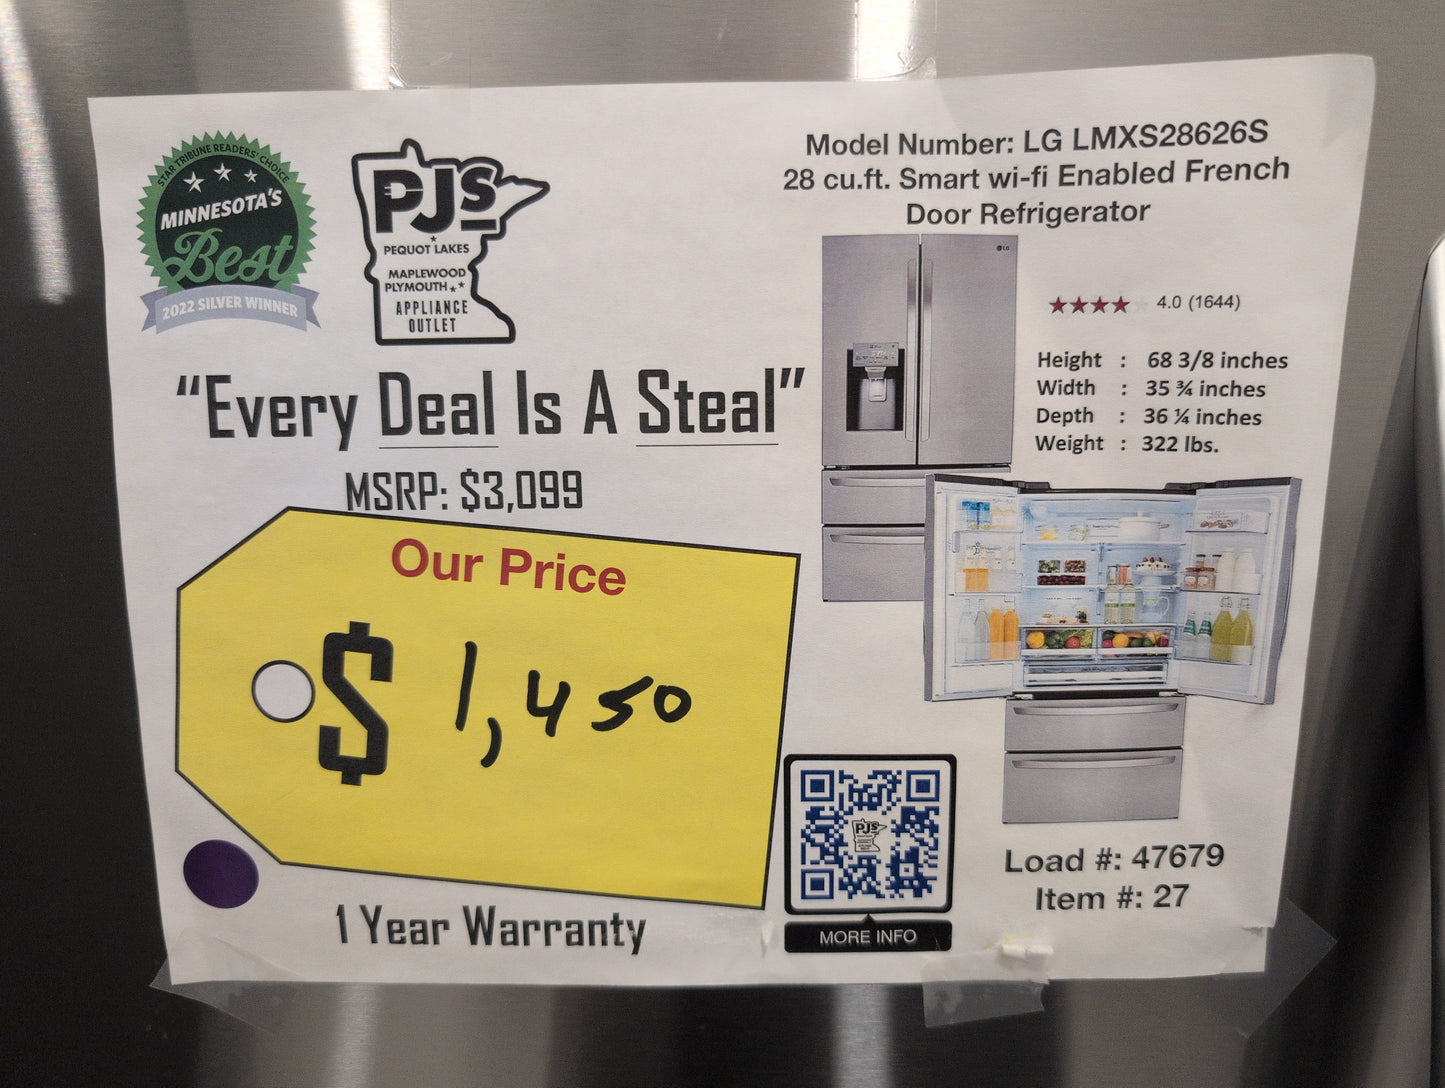 STAR TRIBUNE READERS' CHOICE
MINNESOTA'S
Best
2022 SILVER WINNER
PJS
PEQUOT LAKES
MAPLEWOOD
PLYMOUTH
APPLIANCE
OUTLET
Model Number: LG LMXS28626S
28 cu.ft. Smart wi-fi Enabled French
Door Refrigerator
LG
4.0 (1644)
Height : 68 3/8 inches
Width : 35 ¾ inches
Depth : 36 ¼ inches
Weight : 322 lbs.
"Every Deal Is A Steal"
MSRP: $3,099
Our Price
$ 1,450
1 Year Warranty
PJS
MORE INFO
Load #: 47679
Item #: 27